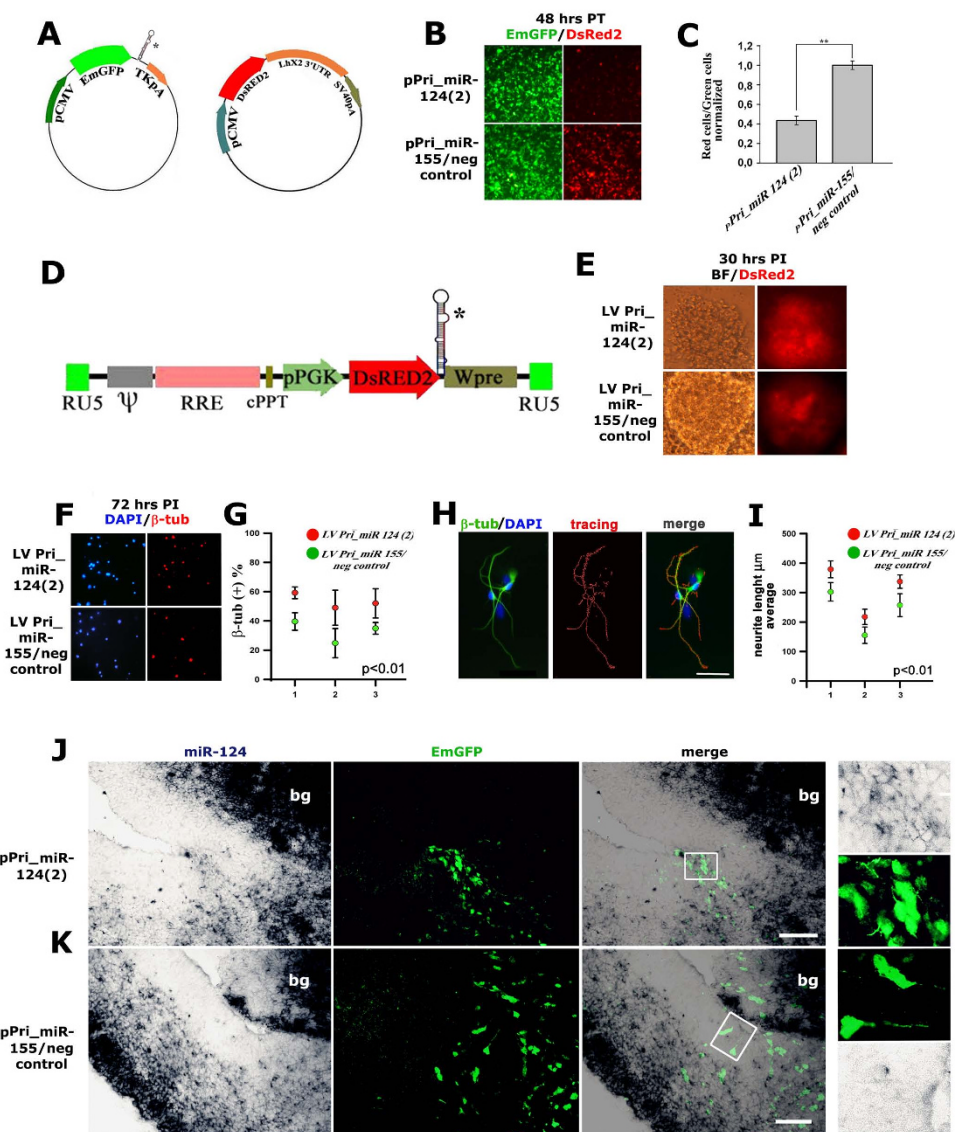 A
pCMV
EmGFP
*
TKpA
pCMV
DsRED2
LhX2 3'UTR
SV40pA
B
48 hrs PT
EmGFP/DsRed2
pPri_miR-
124(2)
pPri_miR-
155/neg
control
C
Red cells/Green cells
normalized
1,2
1,0
0,8
0,6
0,4
0,2
0,0
**
pPri_miR 124 (2)
pPri_miR-155/
neg control
D
*
RU5
Ψ
RRE
cPPT
pPGK
DsRED2
Wpre
RU5
E
30 hrs PI
BF/DsRed2
LV Pri_
miR-
124(2)
LV Pri_
miR-
155/neg
control
F
72 hrs PI
DAPI/β-tub
LV Pri_
miR-
124(2)
LV Pri_
miR-
155/neg
control
G
LV Pri_miR 124 (2)
LV Pri_miR 155/
neg control
β-tub (+) %
100
80
60
40
20
0
p<0.01
1 2 3
H
β-tub/DAPI
tracing
merge
I
LV Pri_miR 124 (2)
LV Pri_miR 155/
neg control
neurite lenght μm
average
500
400
300
200
100
0
p<0.01
1 2 3
J
miR-124
EmGFP
merge
pPri_miR-
124(2)
bg
bg
K
pPri_miR-
155/neg
control
bg
bg